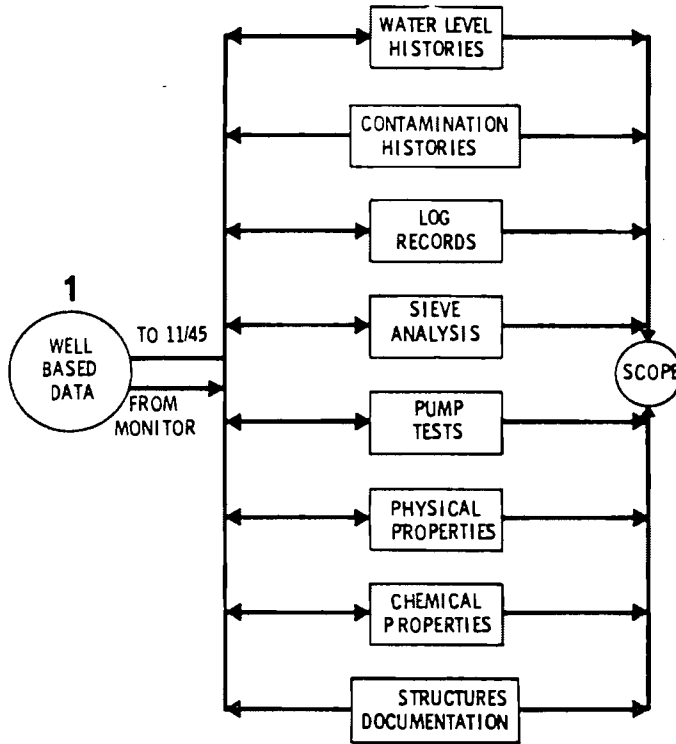 WATER LEVEL
HISTORIES
CONTAMINATION
HISTORIES
LOG
RECORDS
1
SIEVE
ANALYSIS
TO 11/45
WELL
BASED
DATA
SCOPE
FROM
MONITOR
PUMP
TESTS
PHYSICAL
PROPERTIES
CHEMICAL
PROPERTIES
STRUCTURES
DOCUMENTATION